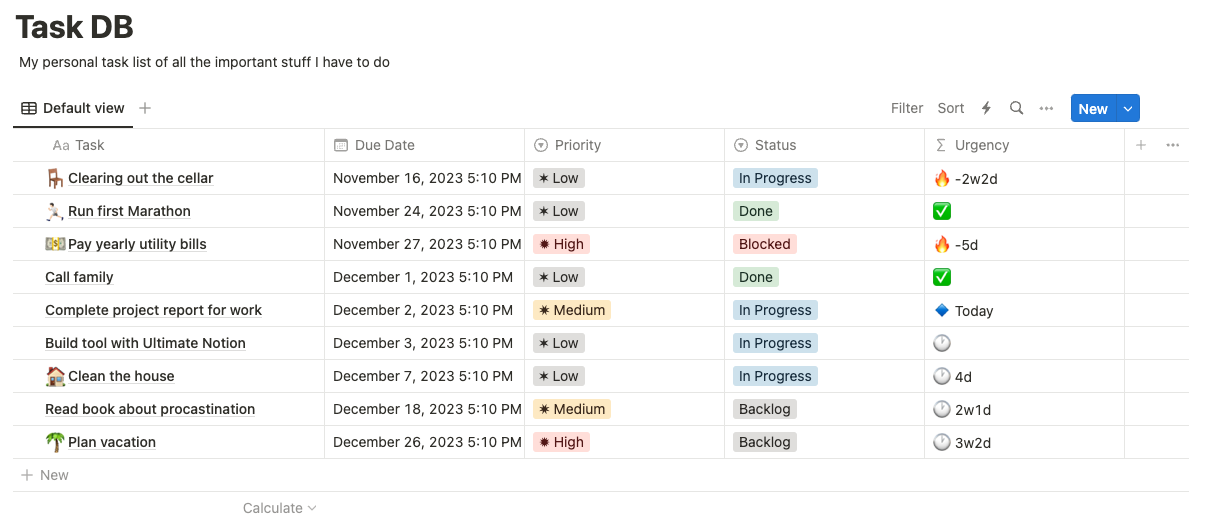 Task DB
My personal task list of all the important stuff I have to do
Default view Filter Sort New
Aa Task Due Date Priority Status Σ Urgency
Clearing out the cellar November 16, 2023 5:10 PM Low In Progress -2w2d
Run first Marathon November 24, 2023 5:10 PM Low Done
Pay yearly utility bills November 27, 2023 5:10 PM High Blocked -5d
Call family December 1, 2023 5:10 PM Low Done
Complete project report for work December 2, 2023 5:10 PM Medium In Progress Today
Build tool with Ultimate Notion December 3, 2023 5:10 PM Low In Progress
Clean the house December 7, 2023 5:10 PM Low In Progress 4d
Read book about procastination December 18, 2023 5:10 PM Medium Backlog 2w1d
Plan vacation December 26, 2023 5:10 PM High Backlog 3w2d
+ New
Calculate